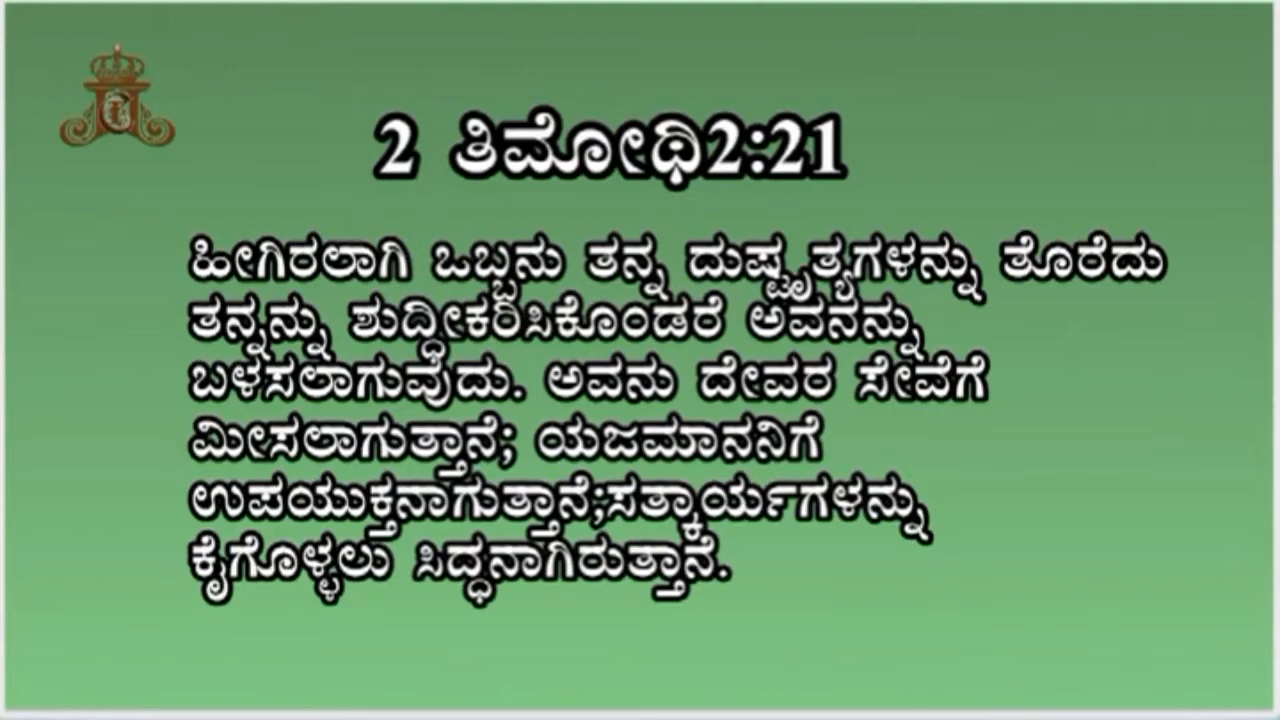 2 ತಿಮೋಥಿ2:21
ಹೀಗಿರಲಾಗಿ ಒಬ್ಬನು ತನ್ನ ದುಷ್ಟೃತ್ಯಗಳನ್ನು ತೊರೆದು
ತನ್ನನ್ನು ಶುದ್ಧೀಕರಿಸಿಕೊಂಡರೆ ಅವನನ್ನು
ಬಳಸಲಾಗುವುದು. ಅವನು ದೇವರ ಸೇವೆಗೆ
ಮೀಸಲಾಗುತ್ತಾನೆ; ಯಜಮಾನನಿಗೆ
ಉಪಯುಕ್ತನಾಗುತ್ತಾನೆ;ಸತ್ಕಾರ್ಯಗಳನ್ನು
ಕೈಗೊಳ್ಳಲು ಸಿದ್ಧನಾಗಿರುತ್ತಾನೆ.